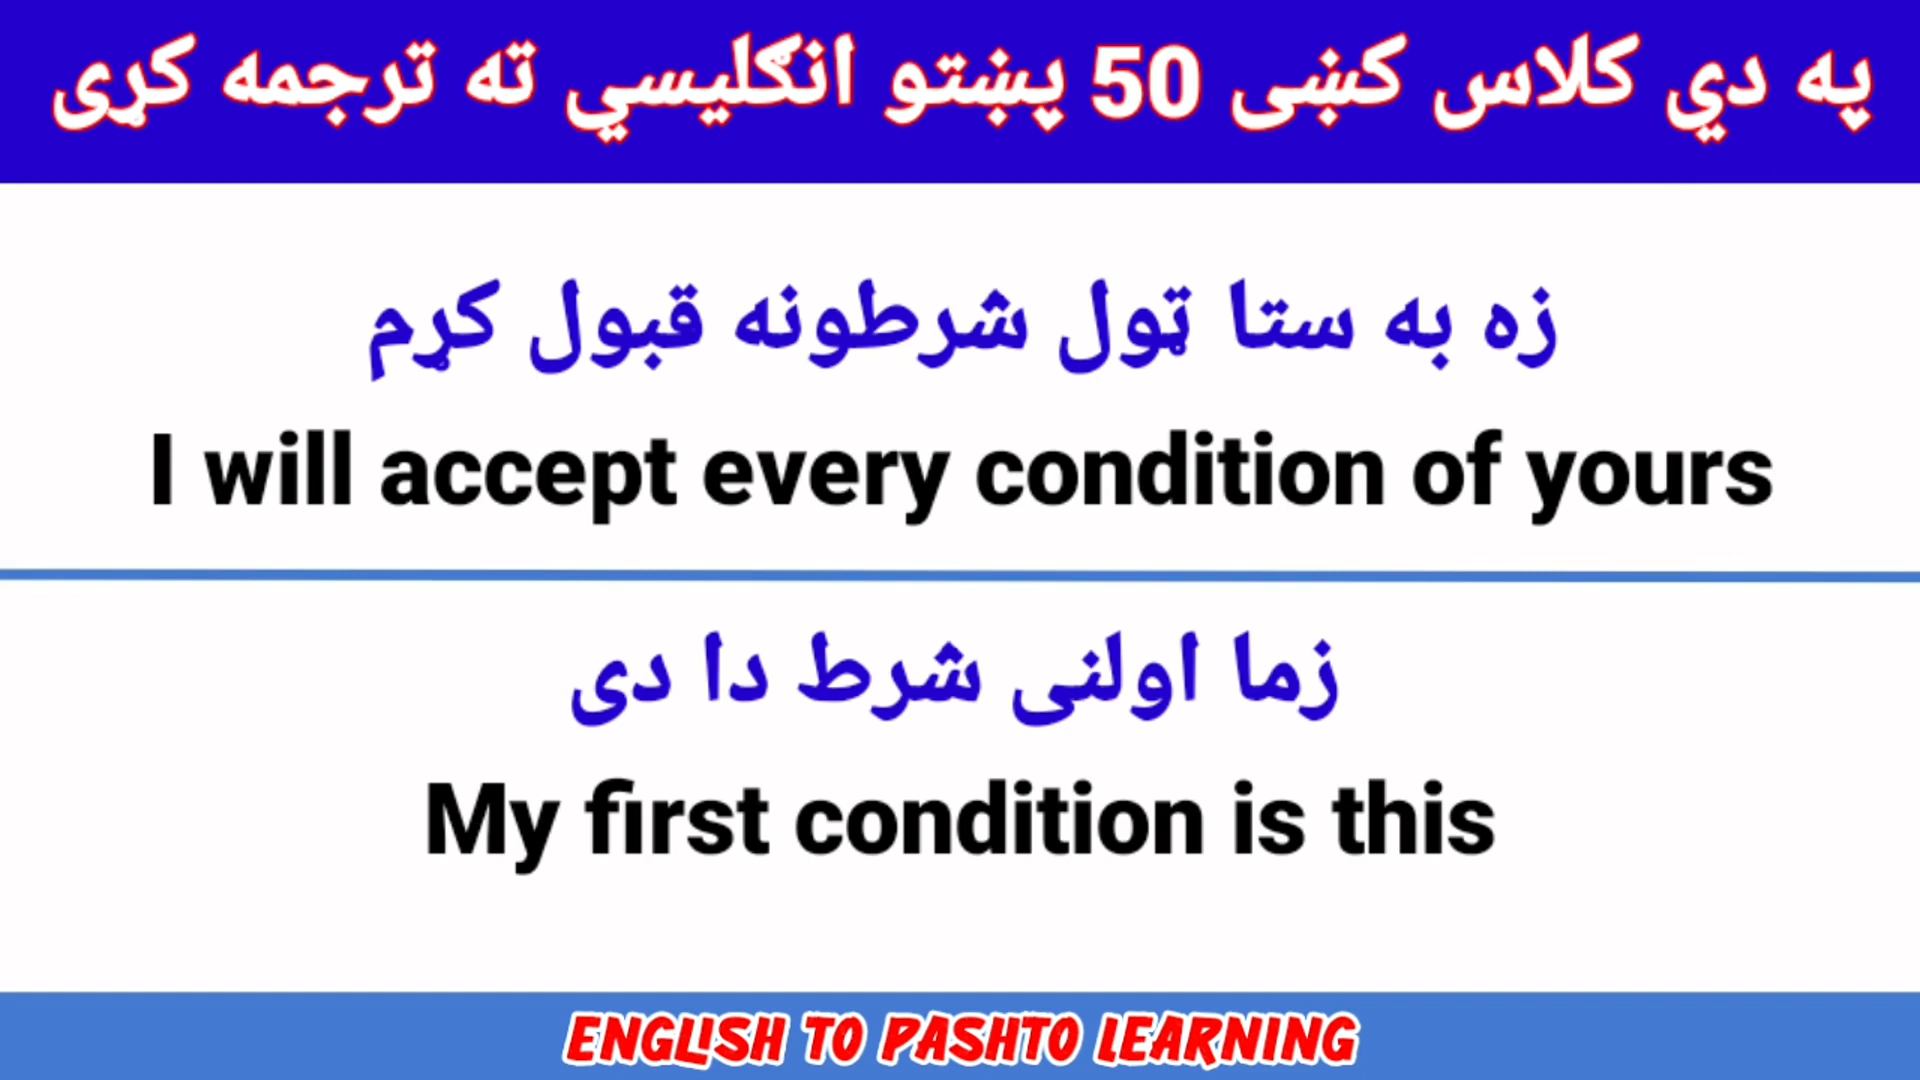 په دي کلاس کښی 50 پښتو انګلیسي ته ترجمه کړی
زه به ستا ټول شرطونه قبول کړم
I will accept every condition of yours
زما اولنی شرط دا دی
My first condition is this
ENGLISH TO PASHTO LEARNING